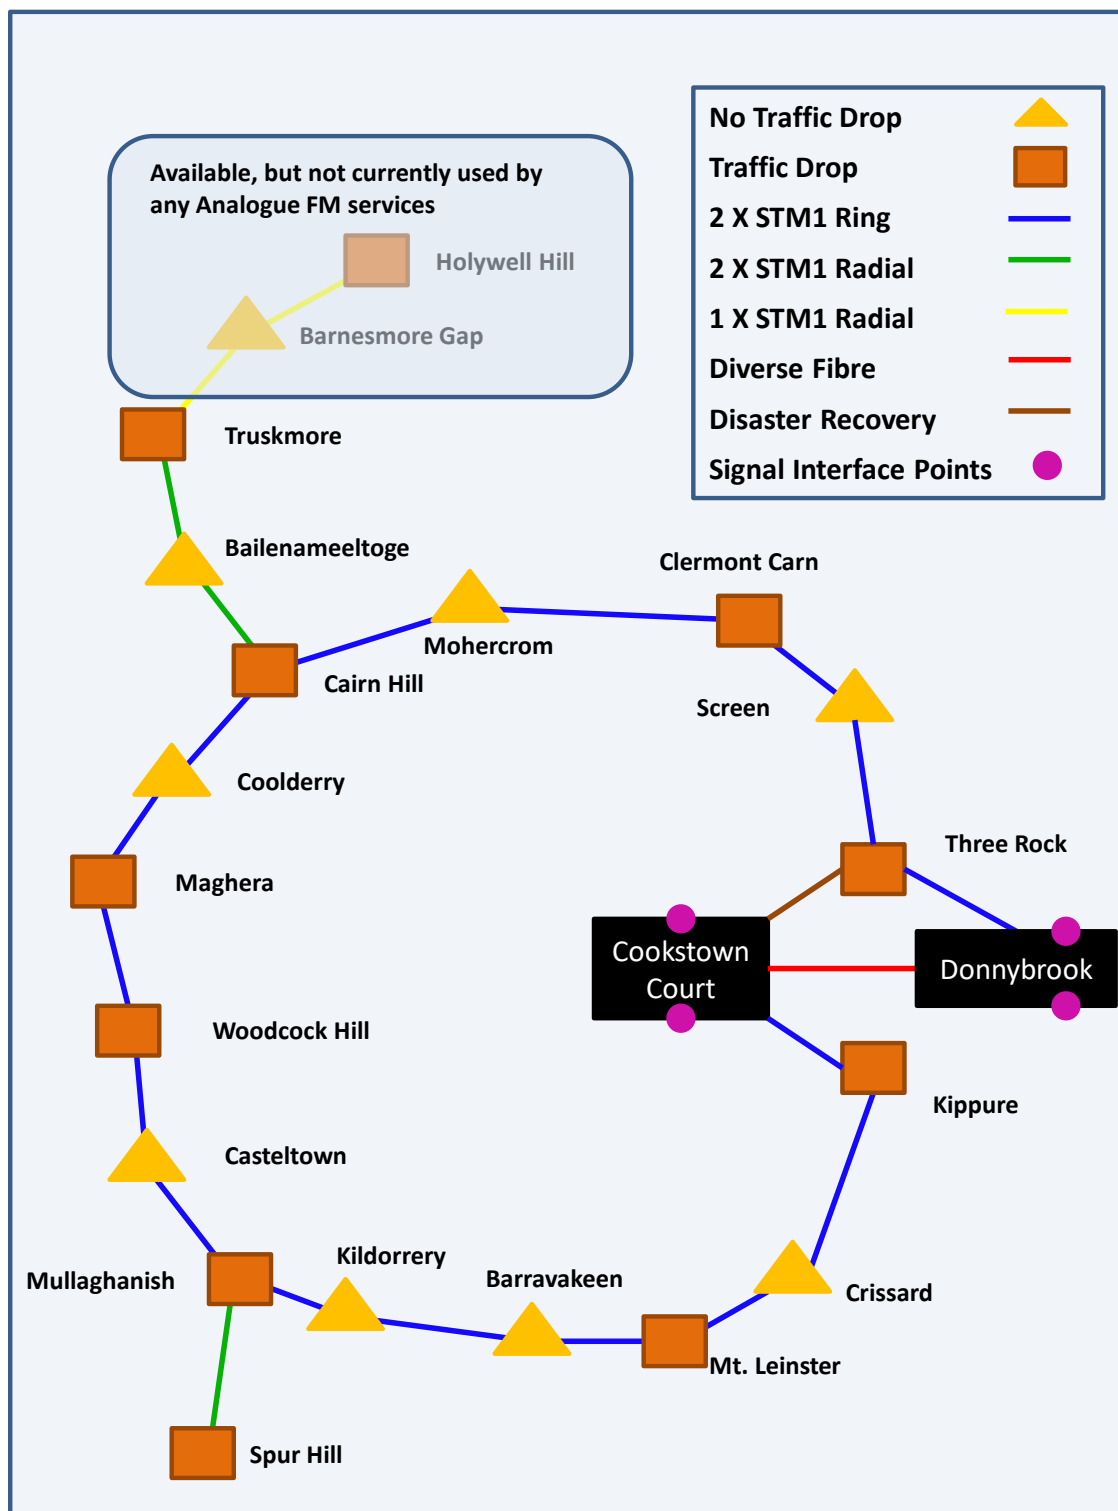 No Traffic Drop
Traffic Drop
2 X STM1 Ring
2 X STM1 Radial
1 X STM1 Radial
Diverse Fibre
Disaster Recovery
Signal Interface Points
Available, but not currently used by
any Analogue FM services
Holywell Hill
Barnesmore Gap
Truskmore
Bailenameeltoge
Clermont Carn
Mohercrom
Cairn Hill
Screen
Coolderry
Three Rock
Maghera
Cookstown
Court
Donnybrook
Woodcock Hill
Kippure
Casteltown
Kildorrery
Mullaghanish
Barravakeen
Crissard
Mt. Leinster
Spur Hill